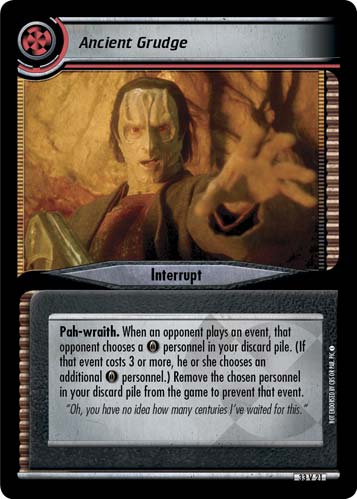 Ancient Grudge
Interrupt
Pah-wraith. When an opponent plays an event, that
opponent chooses a personnel in your discard pile. (If
that event costs 3 or more, he or she chooses an
additional personnel.) Remove the chosen personnel
in your discard pile from the game to prevent that event.
"Oh, you have no idea how many centuries I've waited for this."
NOT ENDORSED BY CBS OR PAR. PIC.
33 V 21